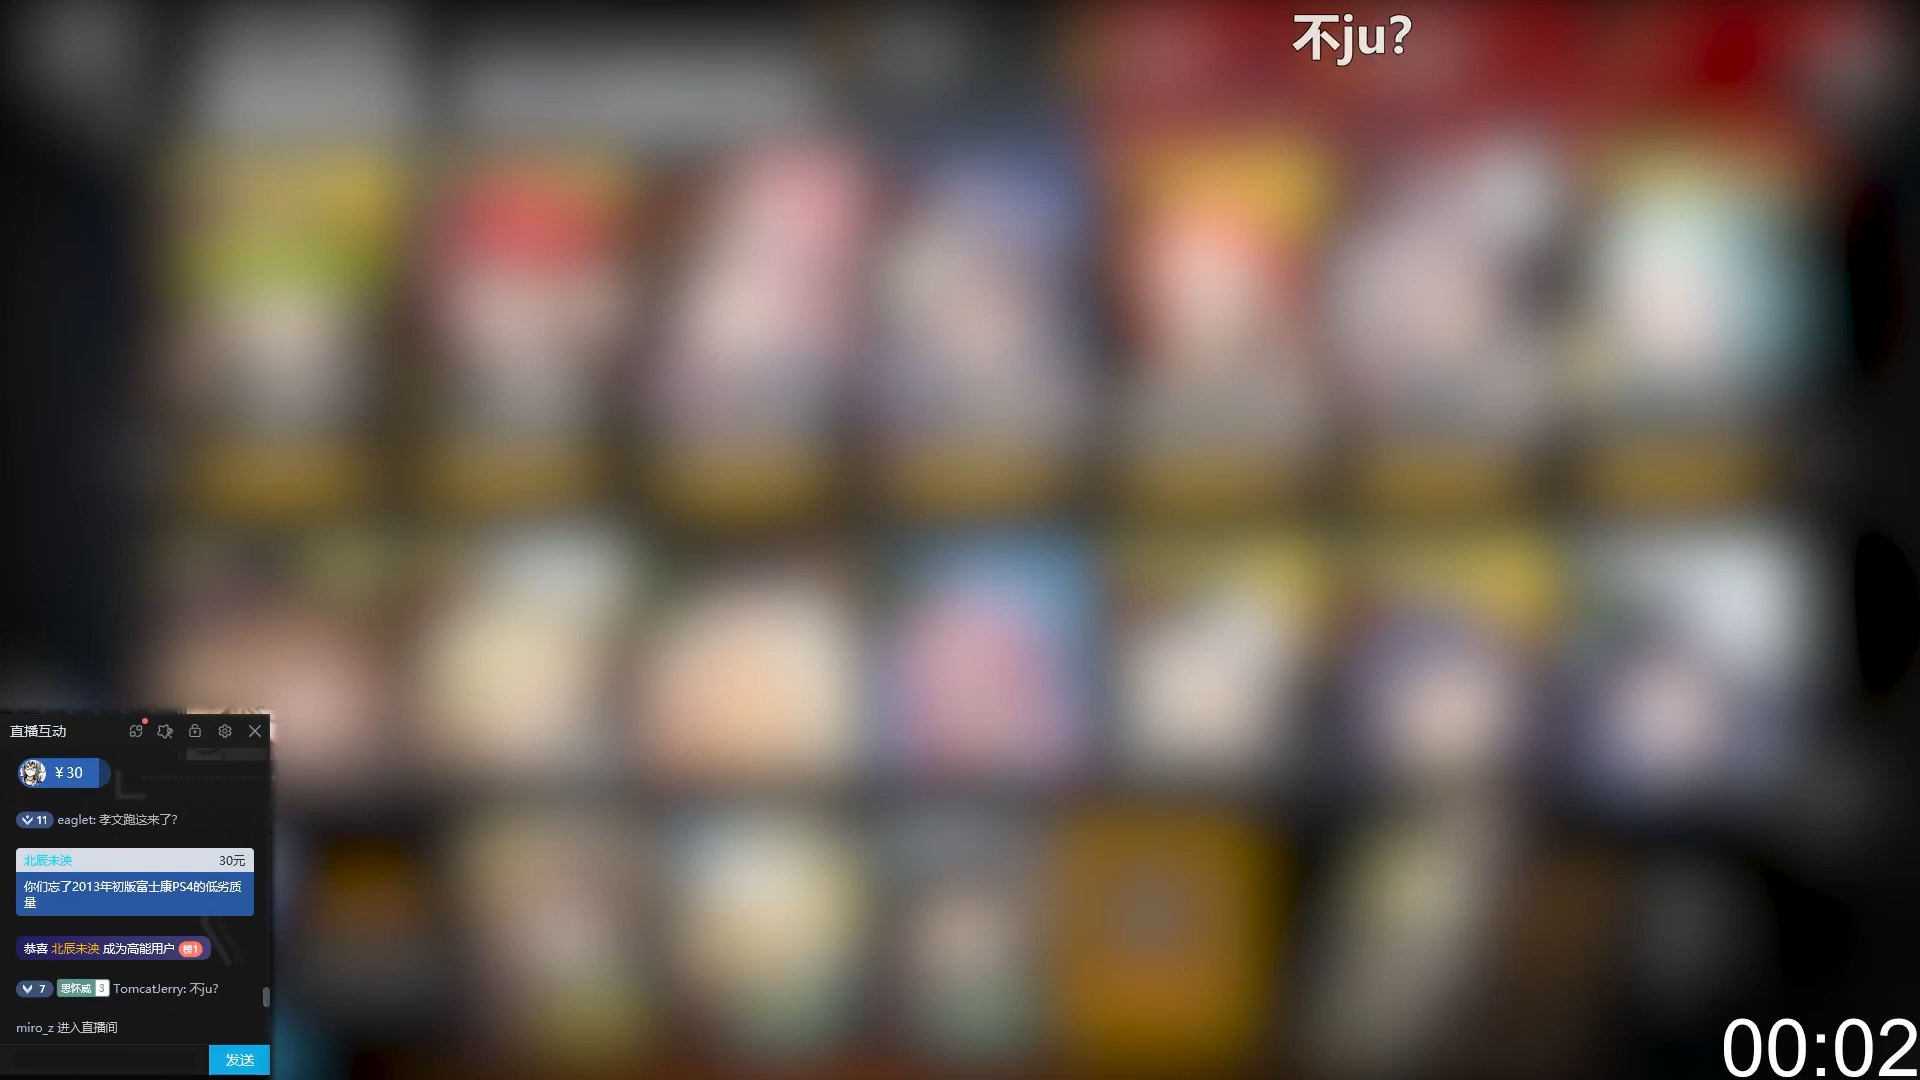 不ju?
直播互动
¥30
11 eaglet: 孝文跑这来了?
北辰未泱 30元
你们忘了2013年初版富士康PS4的低劣质
量
恭喜 北辰未泱 成为高能用户 榜1
7 思怀威 3 TomcatJerry: 不ju?
miro_z 进入直播间
发送
00:02